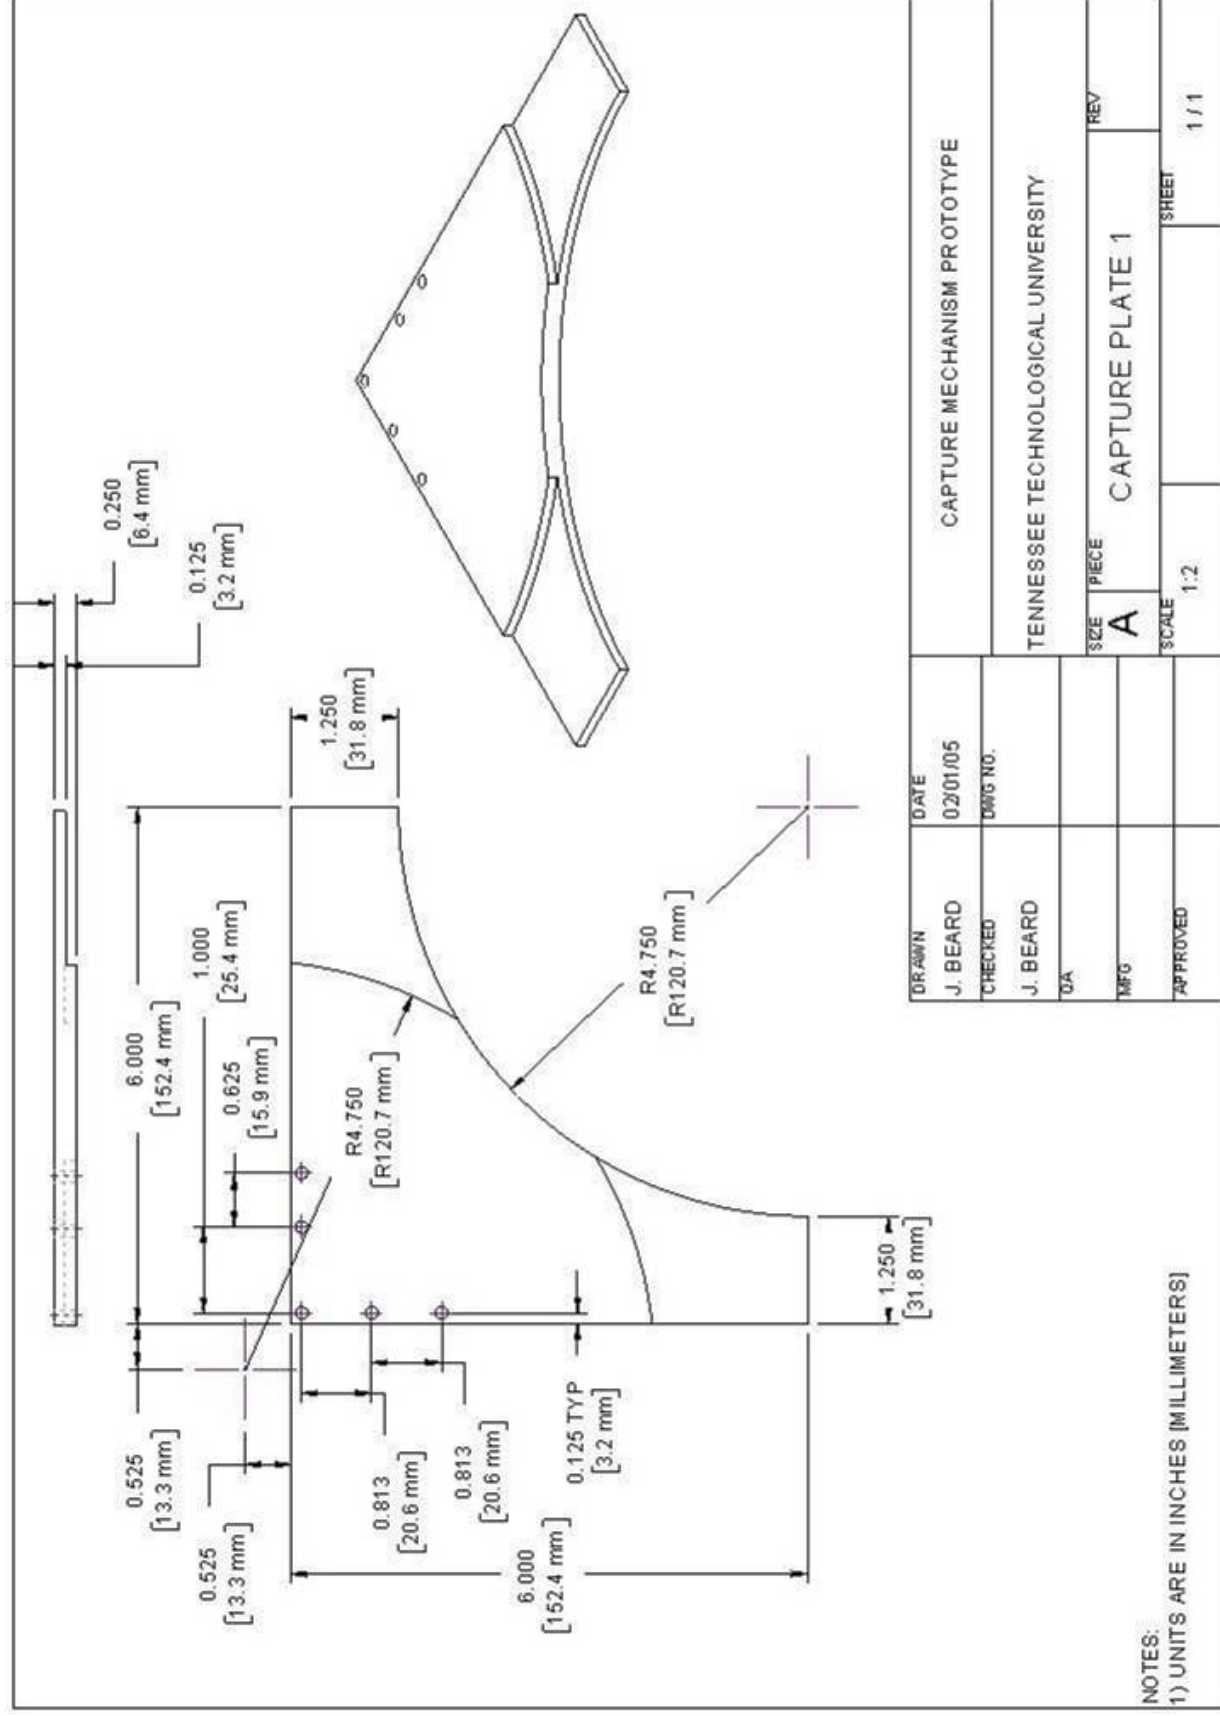 0.250
[6.4 mm]
0.125
[3.2 mm]
6.000
[152.4 mm]
1.000
[25.4 mm]
0.625
[15.9 mm]
0.525
[13.3 mm]
0.525
[13.3 mm]
1.250
[31.8 mm]
R4.750
[R120.7 mm]
R4.750
[R120.7 mm]
0.813
[20.6 mm]
0.813
[20.6 mm]
0.125 TYP
[3.2 mm]
6.000
[152.4 mm]
1.250
[31.8 mm]
NOTES:
1) UNITS ARE IN INCHES [MILLIMETERS]
DRAWN
J. BEARD
DATE
02/01/05
CHECKED
J. BEARD
DWG NO.
QA
MFG
APPROVED
CAPTURE MECHANISM PROTOTYPE
TENNESSEE TECHNOLOGICAL UNIVERSITY
SIZE
A
PIECE
CAPTURE PLATE 1
REV
SCALE
1:2
SHEET
1 / 1